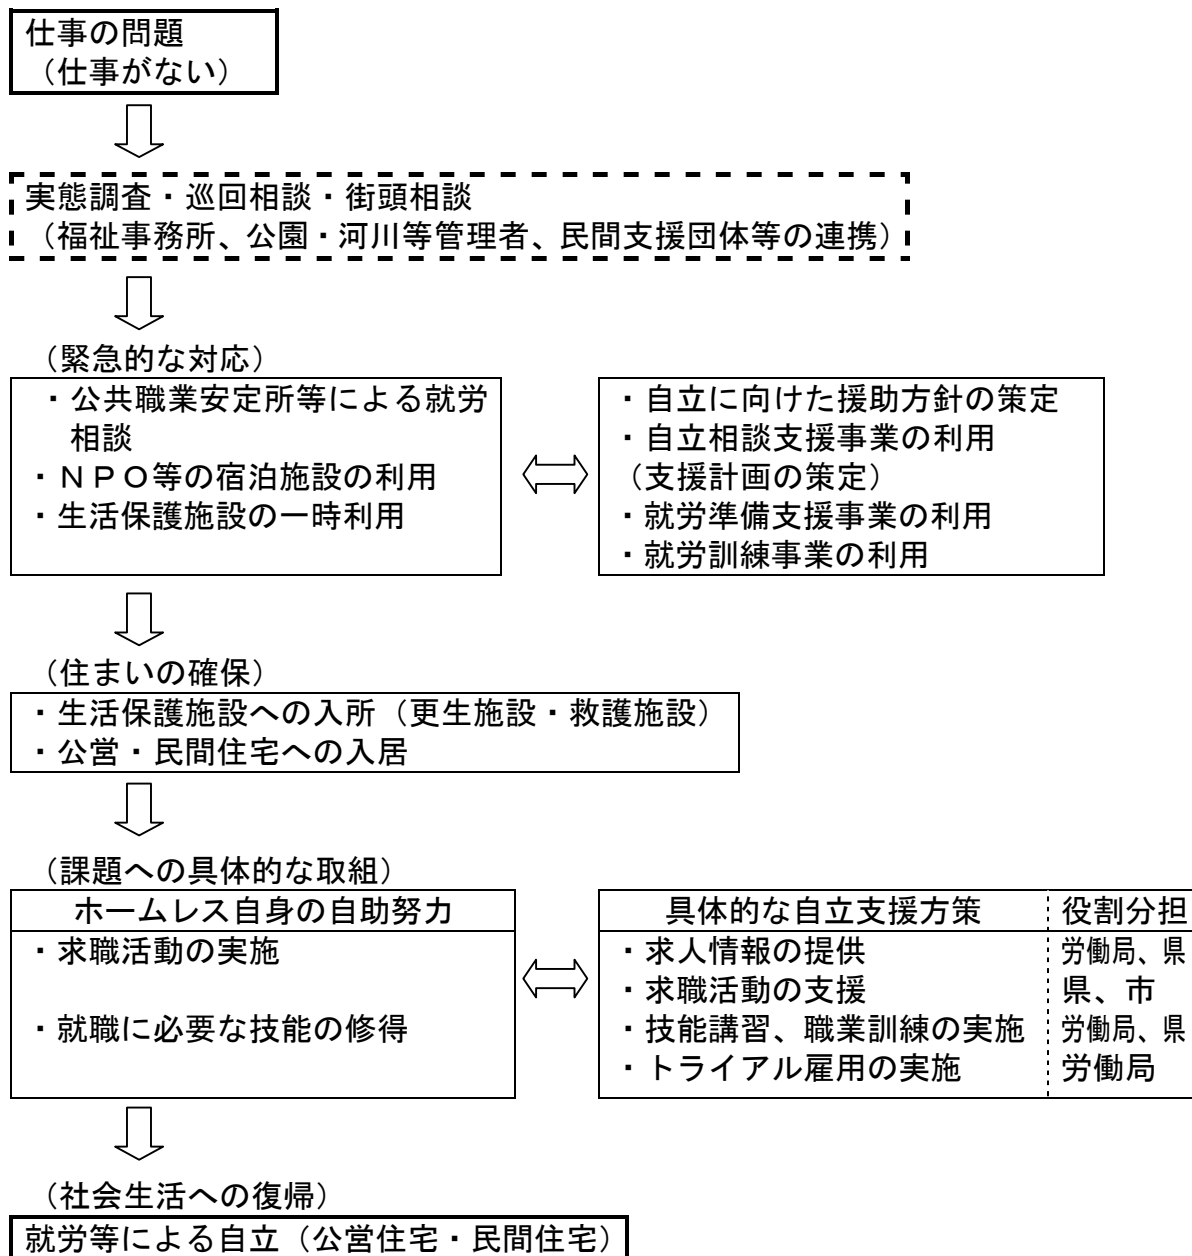 仕事の問題
（仕事がない）
実態調査・巡回相談・街頭相談
（福祉事務所、公園・河川等管理者、民間支援団体等の連携）
（緊急的な対応）
・公共職業安定所等による就労
相談
・ＮＰＯ等の宿泊施設の利用
・生活保護施設の一時利用
・自立に向けた援助方針の策定
・自立相談支援事業の利用
（支援計画の策定）
・就労準備支援事業の利用
・就労訓練事業の利用
（住まいの確保）
・生活保護施設への入所（更生施設・救護施設）
・公営・民間住宅への入居
（課題への具体的な取組）
ホームレス自身の自助努力
・求職活動の実施
・就職に必要な技能の修得
具体的な自立支援方策 役割分担
・求人情報の提供 労働局、県
・求職活動の支援 県、市
・技能講習、職業訓練の実施 労働局、県
・トライアル雇用の実施 労働局
（社会生活への復帰）
就労等による自立（公営住宅・民間住宅）